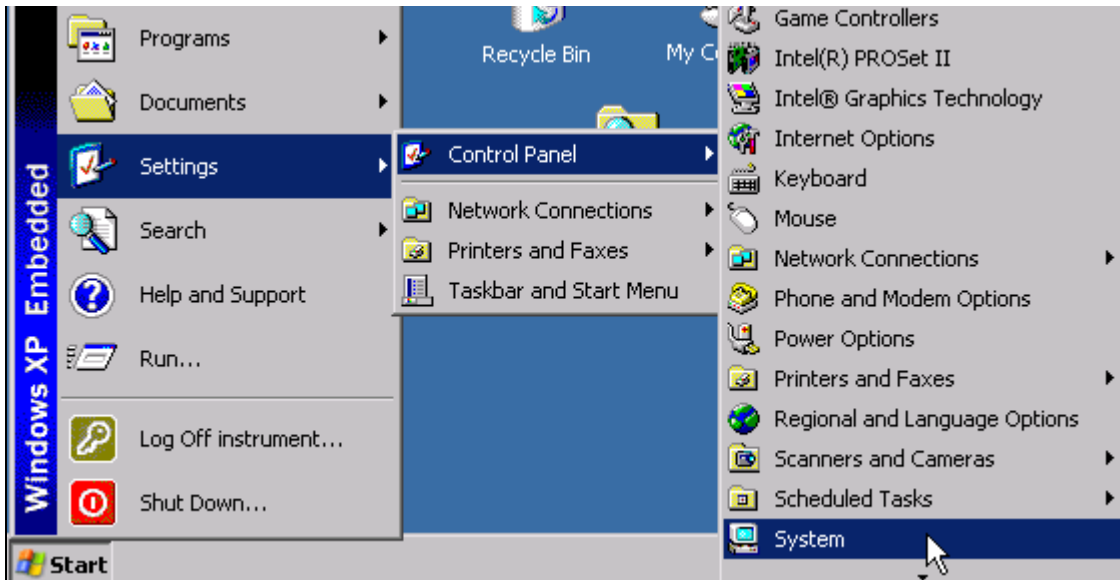 Windows XP Embedded
Programs
Documents
Settings
Search
Help and Support
Run...
Log Off instrument...
Shut Down...
Start
Recycle Bin
Control Panel
Network Connections
Printers and Faxes
Taskbar and Start Menu
Game Controllers
Intel(R) PROSet II
Intel® Graphics Technology
Internet Options
Keyboard
Mouse
Network Connections
Phone and Modem Options
Power Options
Printers and Faxes
Regional and Language Options
Scanners and Cameras
Scheduled Tasks
System